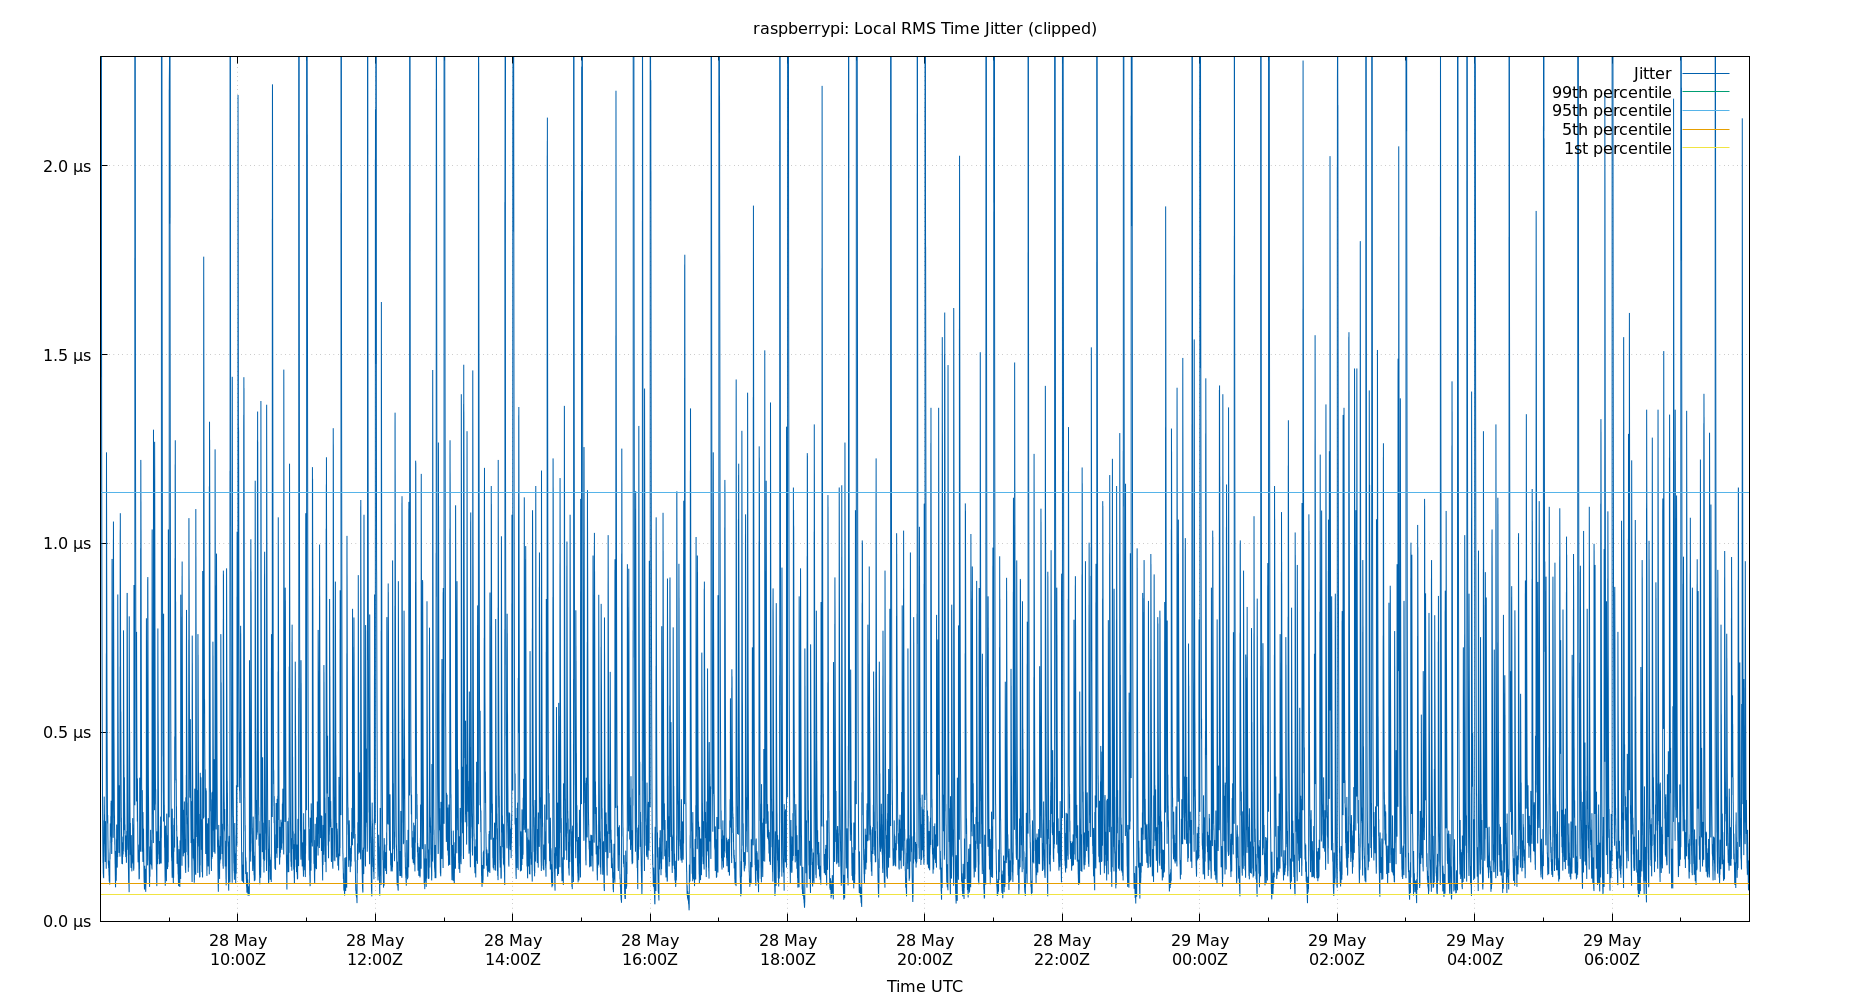 raspberrypi: Local RMS Time Jitter (clipped)
Jitter
99th percentile
95th percentile
5th percentile
1st percentile
2.0 µs
1.5 µs
1.0 µs
0.5 µs
0.0 µs
28 May 28 May 28 May 28 May 28 May 28 May 28 May 29 May 29 May 29 May 29 May
10:00Z 12:00Z 14:00Z 16:00Z 18:00Z 20:00Z 22:00Z 00:00Z 02:00Z 04:00Z 06:00Z
Time UTC